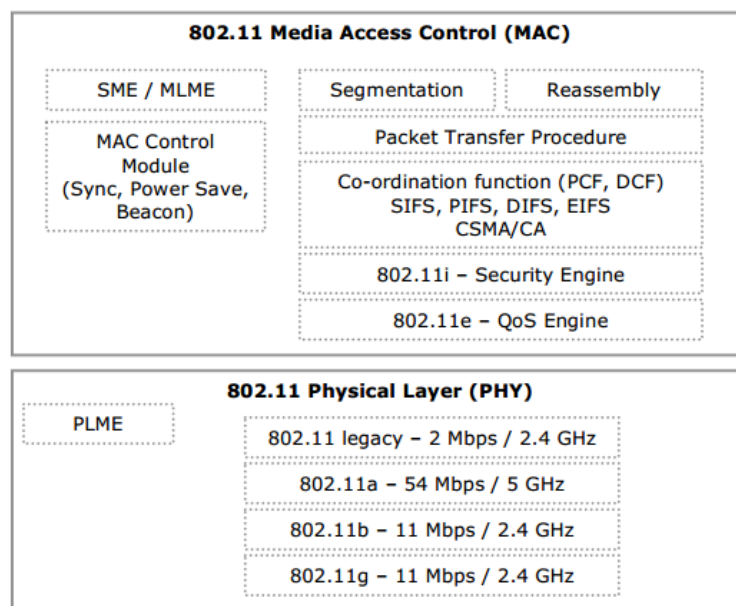 802.11 Media Access Control (MAC)
SME / MLME
MAC Control
Module
(Sync, Power Save,
Beacon)
Segmentation
Reassembly
Packet Transfer Procedure
Co-ordination function (PCF, DCF)
SIFS, PIFS, DIFS, EIFS
CSMA/CA
802.11i – Security Engine
802.11e – QoS Engine
802.11 Physical Layer (PHY)
PLME
802.11 legacy – 2 Mbps / 2.4 GHz
802.11a – 54 Mbps / 5 GHz
802.11b – 11 Mbps / 2.4 GHz
802.11g – 11 Mbps / 2.4 GHz